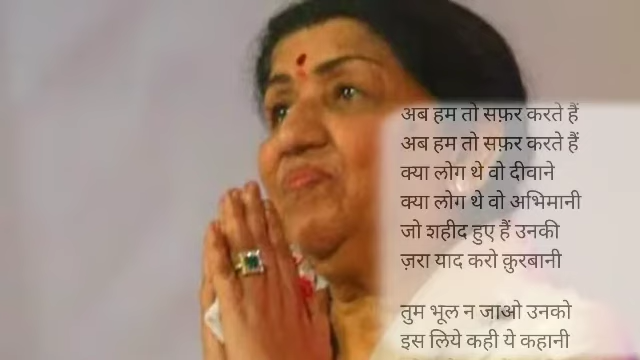 अब हम तो सफ़र करते हैं
अब हम तो सफ़र करते हैं
क्या लोग थे वो दीवाने
क्या लोग थे वो अभिमानी
जो शहीद हुए हैं उनकी
ज़रा याद करो क़ुरबानी
तुम भूल न जाओ उनको
इस लिये कही ये कहानी